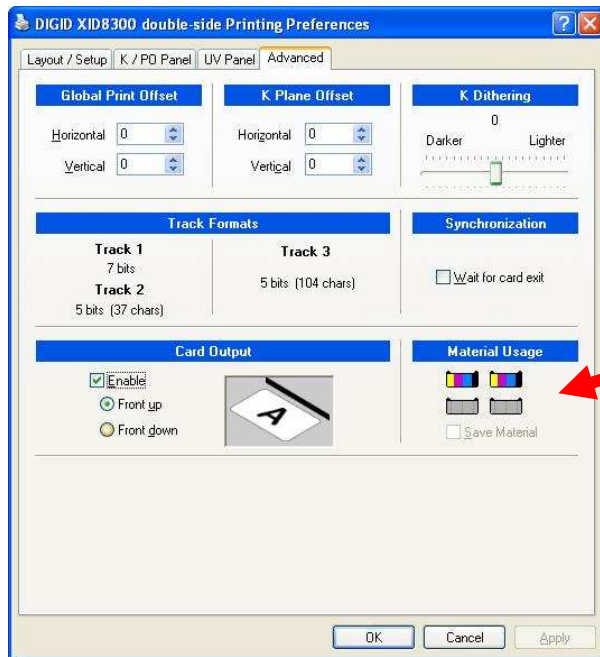 DIGID XID8300 double-side Printing Preferences
Layout / Setup K / PO Panel UV Panel Advanced
Global Print Offset
Horizontal 0
Vertical 0
K Plane Offset
Horizontal 0
Vertical 0
K Dithering
0
Darker Lighter
Track Formats
Track 1
7 bits
Track 2
5 bits (37 chars)
Track 3
5 bits (104 chars)
Synchronization
Wait for card exit
Card Output
Enable
Front up
Front down
A
Material Usage
Save Material
OK Cancel Apply